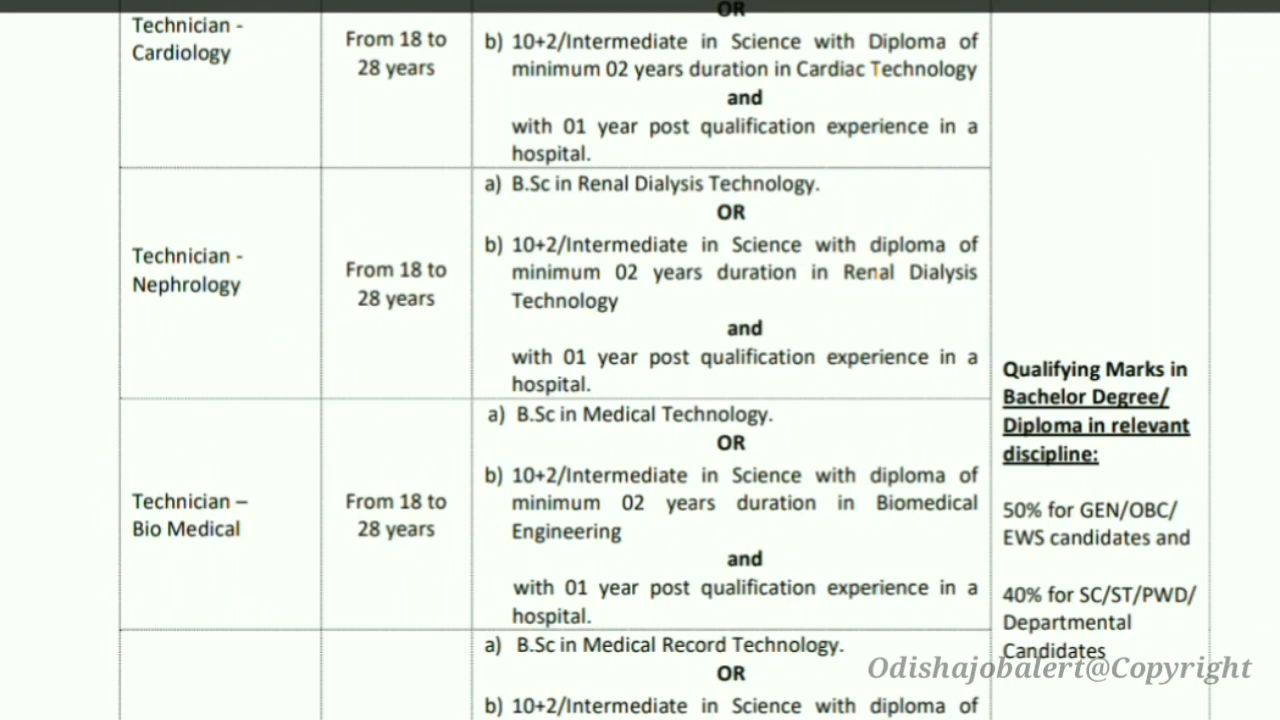 OR
Technician -
Cardiology
From 18 to
28 years
b) 10+2/Intermediate in Science with Diploma of
minimum 02 years duration in Cardiac Technology
and
with 01 year post qualification experience in a
hospital.
Technician -
Nephrology
From 18 to
28 years
a) B.Sc in Renal Dialysis Technology.
OR
b) 10+2/Intermediate in Science with diploma of
minimum 02 years duration in Renal Dialysis
Technology
and
with 01 year post qualification experience in a
hospital.
Technician –
Bio Medical
From 18 to
28 years
a) B.Sc in Medical Technology.
OR
b) 10+2/Intermediate in Science with diploma of
minimum 02 years duration in Biomedical
Engineering
and
with 01 year post qualification experience in a
hospital.
a) B.Sc in Medical Record Technology.
OR
b) 10+2/Intermediate in Science with diploma of
Qualifying Marks in
Bachelor Degree/
Diploma in relevant
discipline:
50% for GEN/OBC/
EWS candidates and
40% for SC/ST/PWD/
Departmental
Candidates
Odishajobalert@Copyright